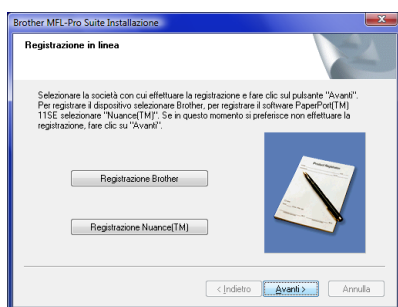 Brother MFL-Pro Suite Installazione
Registrazione in linea
Selezionare la società con cui effettuare la registrazione e fare clic sul pulsante "Avanti".
Per registrare il dispositivo selezionare Brother, per registrare il software PaperPort(TM)
11SE selezionare "Nuance(TM)". Se in questo momento si preferisce non effettuare la
registrazione, fare clic su "Avanti".
Registrazione Brother
Registrazione Nuance(TM)
< Indietro Avanti > Annulla